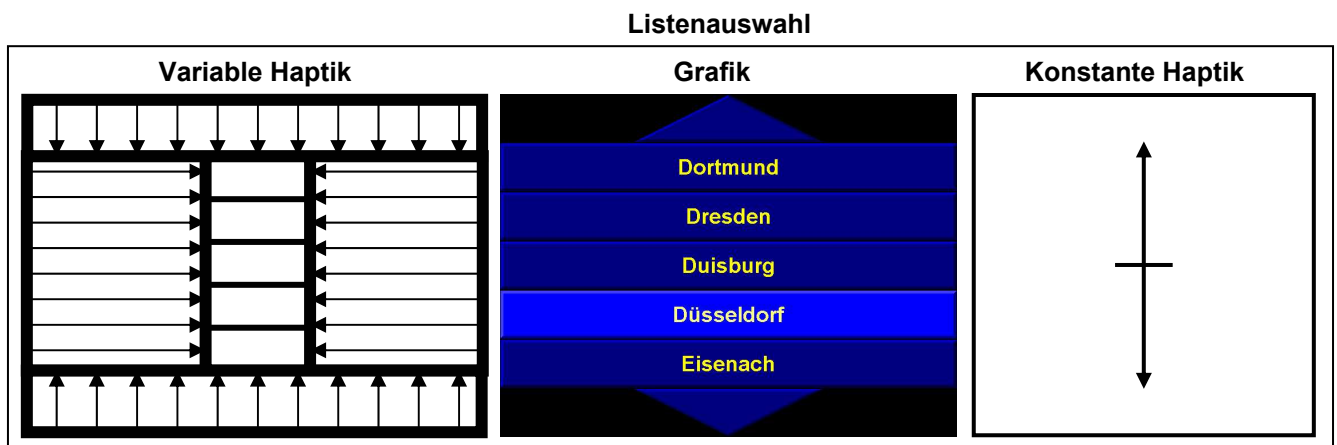 Listenauswahl
Variable Haptik
Grafik
Konstante Haptik
Dortmund
Dresden
Duisburg
Düsseldorf
Eisenach